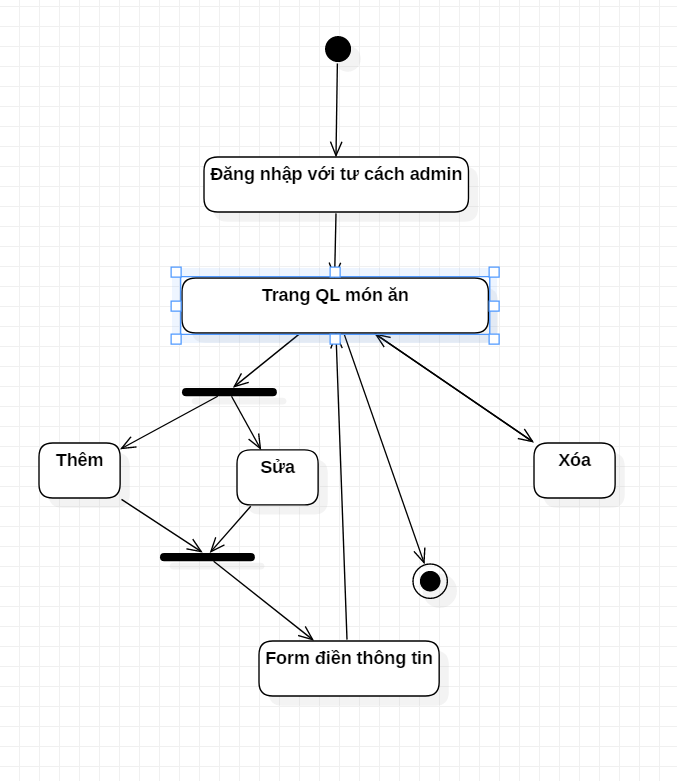 Đăng nhập với tư cách admin
Trang QL món ăn
Thêm
Sửa
Xóa
Form điền thông tin